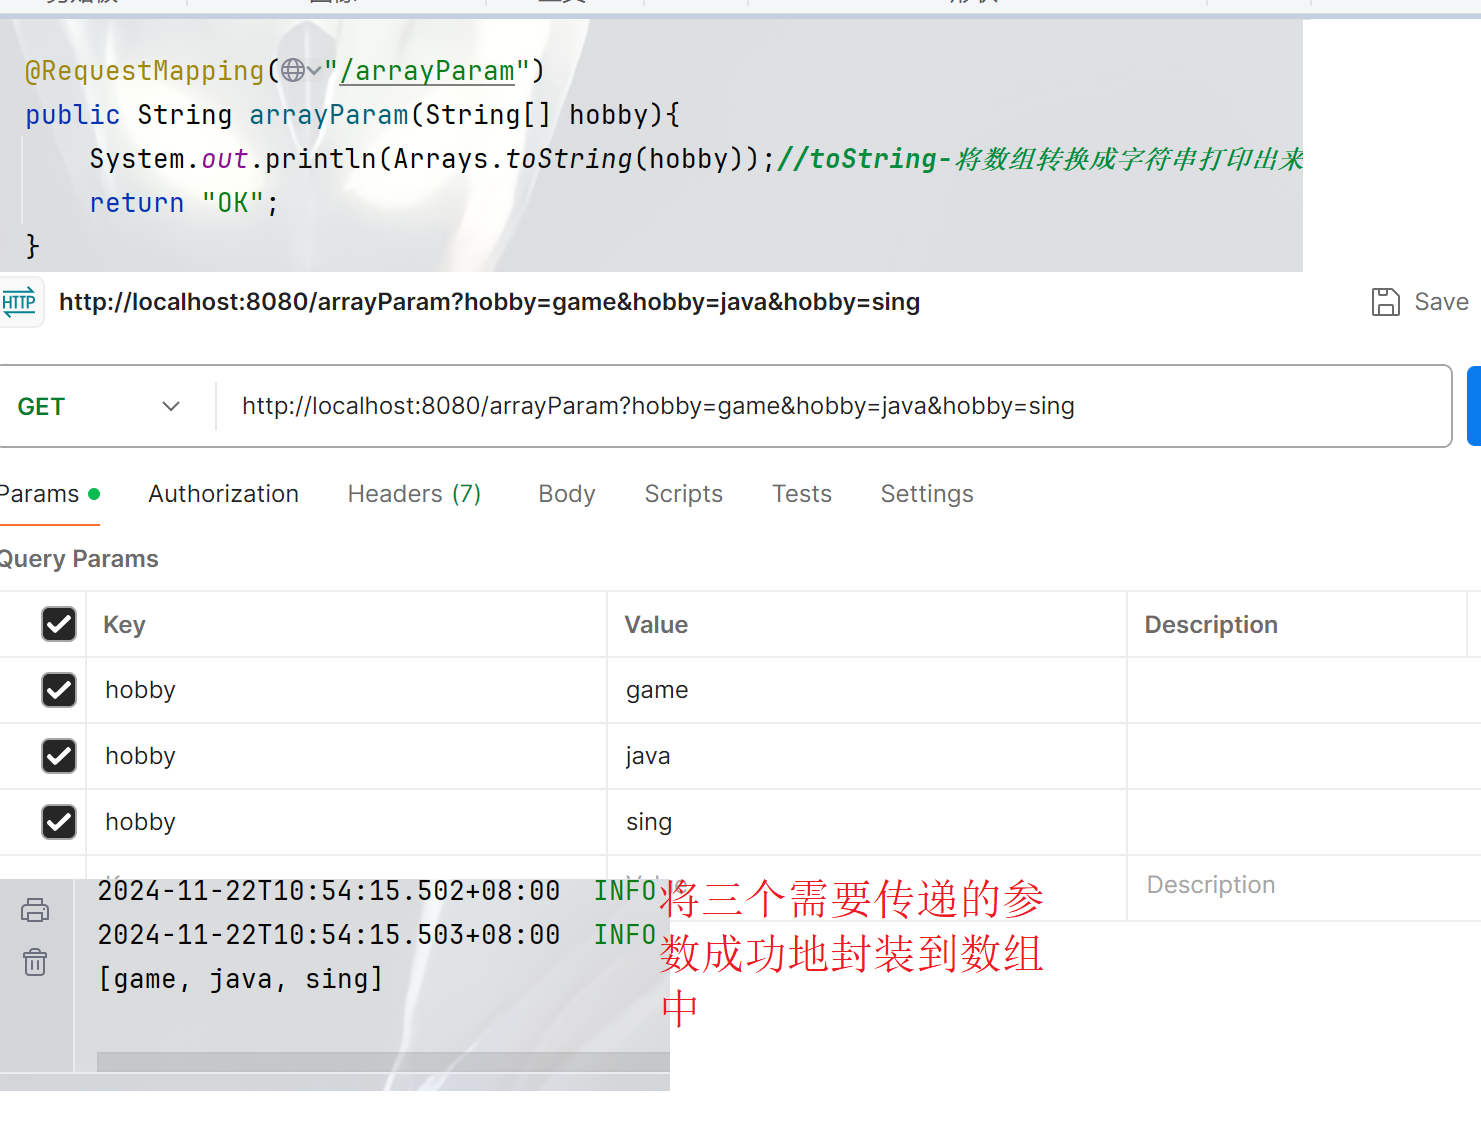 @RequestMapping("/arrayParam")
public String arrayParam(String[] hobby){
System.out.println(Arrays.toString(hobby));//toString-将数组转换成字符串打印出来
return "OK";
}
HTTP http://localhost:8080/arrayParam?hobby=game&hobby=java&hobby=sing Save
GET http://localhost:8080/arrayParam?hobby=game&hobby=java&hobby=sing
Params Authorization Headers (7) Body Scripts Tests Settings
Query Params
Key Value Description
hobby game
hobby java
hobby sing
Description
2024-11-22T10:54:15.502+08:00 INFO
2024-11-22T10:54:15.503+08:00 INFO
[game, java, sing]
将三个需要传递的参
数成功地封装到数组
中